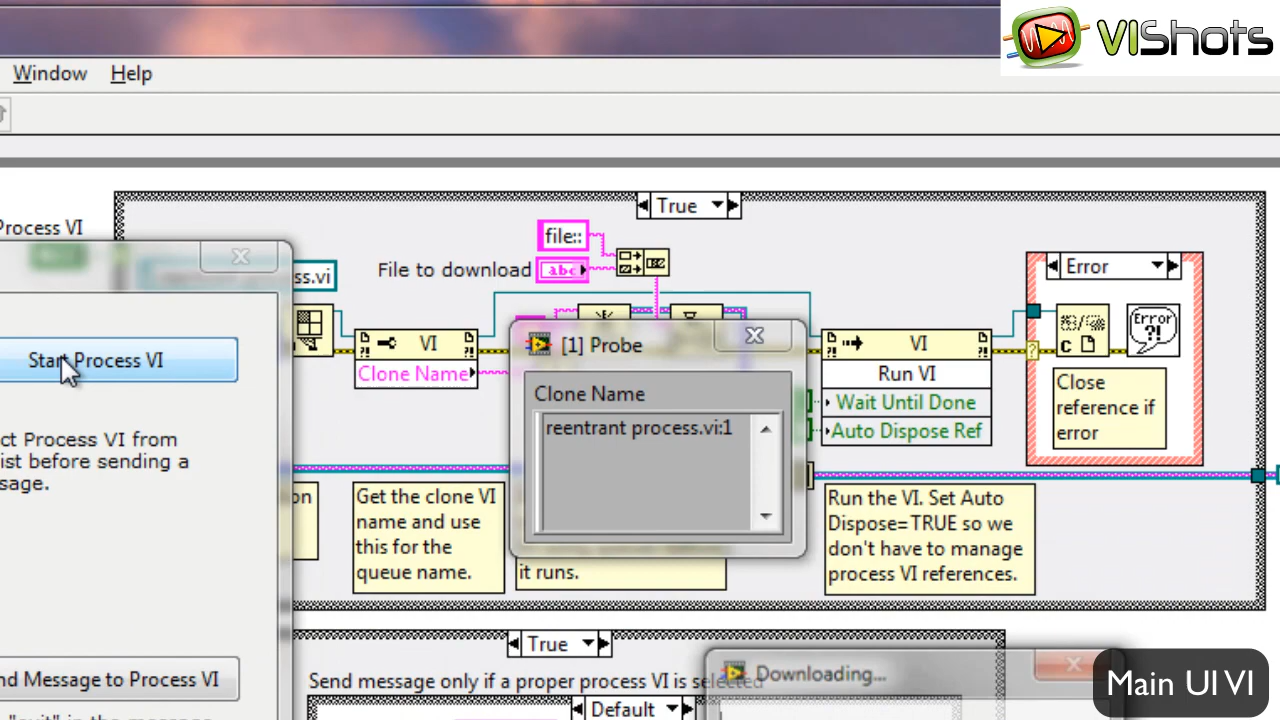 VIShots
Window Help
Process VI
True
file::
File to download
abc
ss.vi
Error
VI
Clone Name
[1] Probe
Clone Name
reentrant process.vi:1
VI
Run VI
Wait Until Done
Auto Dispose Ref
Error
?!
C
Close
reference if
error
Start Process VI
ct Process VI from
ist before sending a
sage.
on
Get the clone VI
name and use
this for the
queue name.
it runs.
Run the VI. Set Auto
Dispose=TRUE so we
don't have to manage
process VI references.
True
Send message only if a proper process VI is selected
Default
nd Message to Process VI
Downloading...
Main UI VI